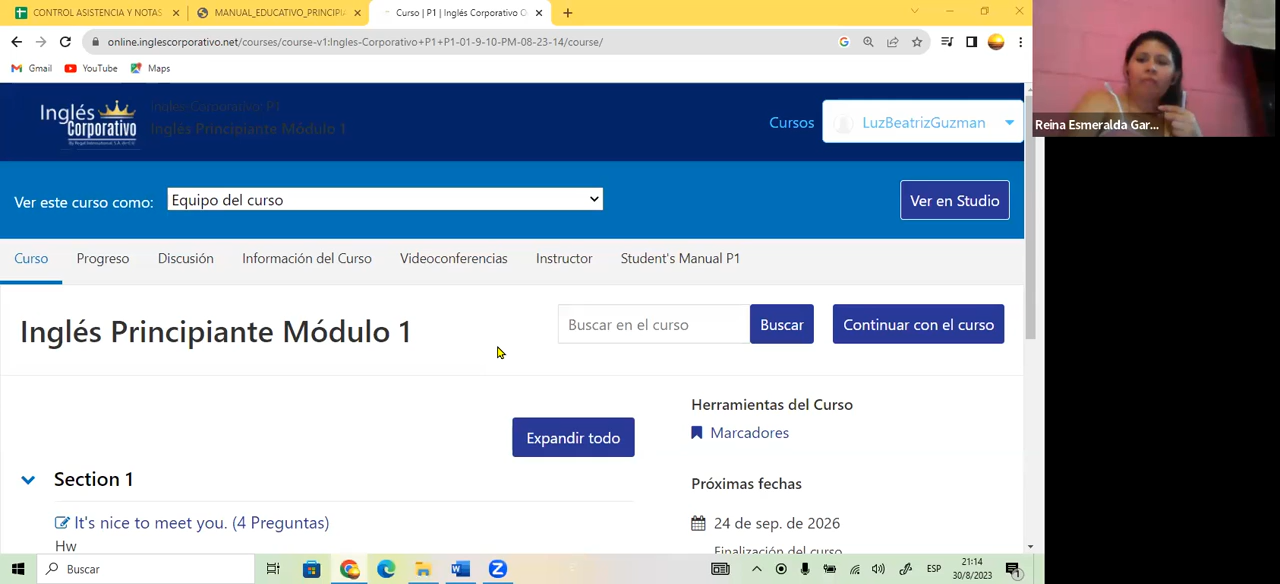 CONTROL ASISTENCIA Y NOTAS
MANUAL_EDUCATIVO_PRINCIPI
Curso | P1 | Inglés Corporativo C
online.inglescorporativo.net/courses/course-v1:Ingles-Corporativo+P1+P1-01-9-10-PM-08-23-14/course/
Gmail
YouTube
Maps
Inglés
Corporativo
Ingles-Corporativo P1
Inglés Principiante Módulo 1
Cursos
LuzBeatrizGuzman
Reina Esmeralda Gar...
Ver este curso como:
Equipo del curso
Ver en Studio
Curso
Progreso
Discusión
Información del Curso
Videoconferencias
Instructor
Student's Manual P1
Inglés Principiante Módulo 1
Buscar en el curso
Buscar
Continuar con el curso
Expandir todo
Herramientas del Curso
Marcadores
Section 1
Próximas fechas
It's nice to meet you. (4 Preguntas)
24 de sep. de 2026
Hw
Finalización del curso
Buscar
ESP
21:14
30/8/2023
1